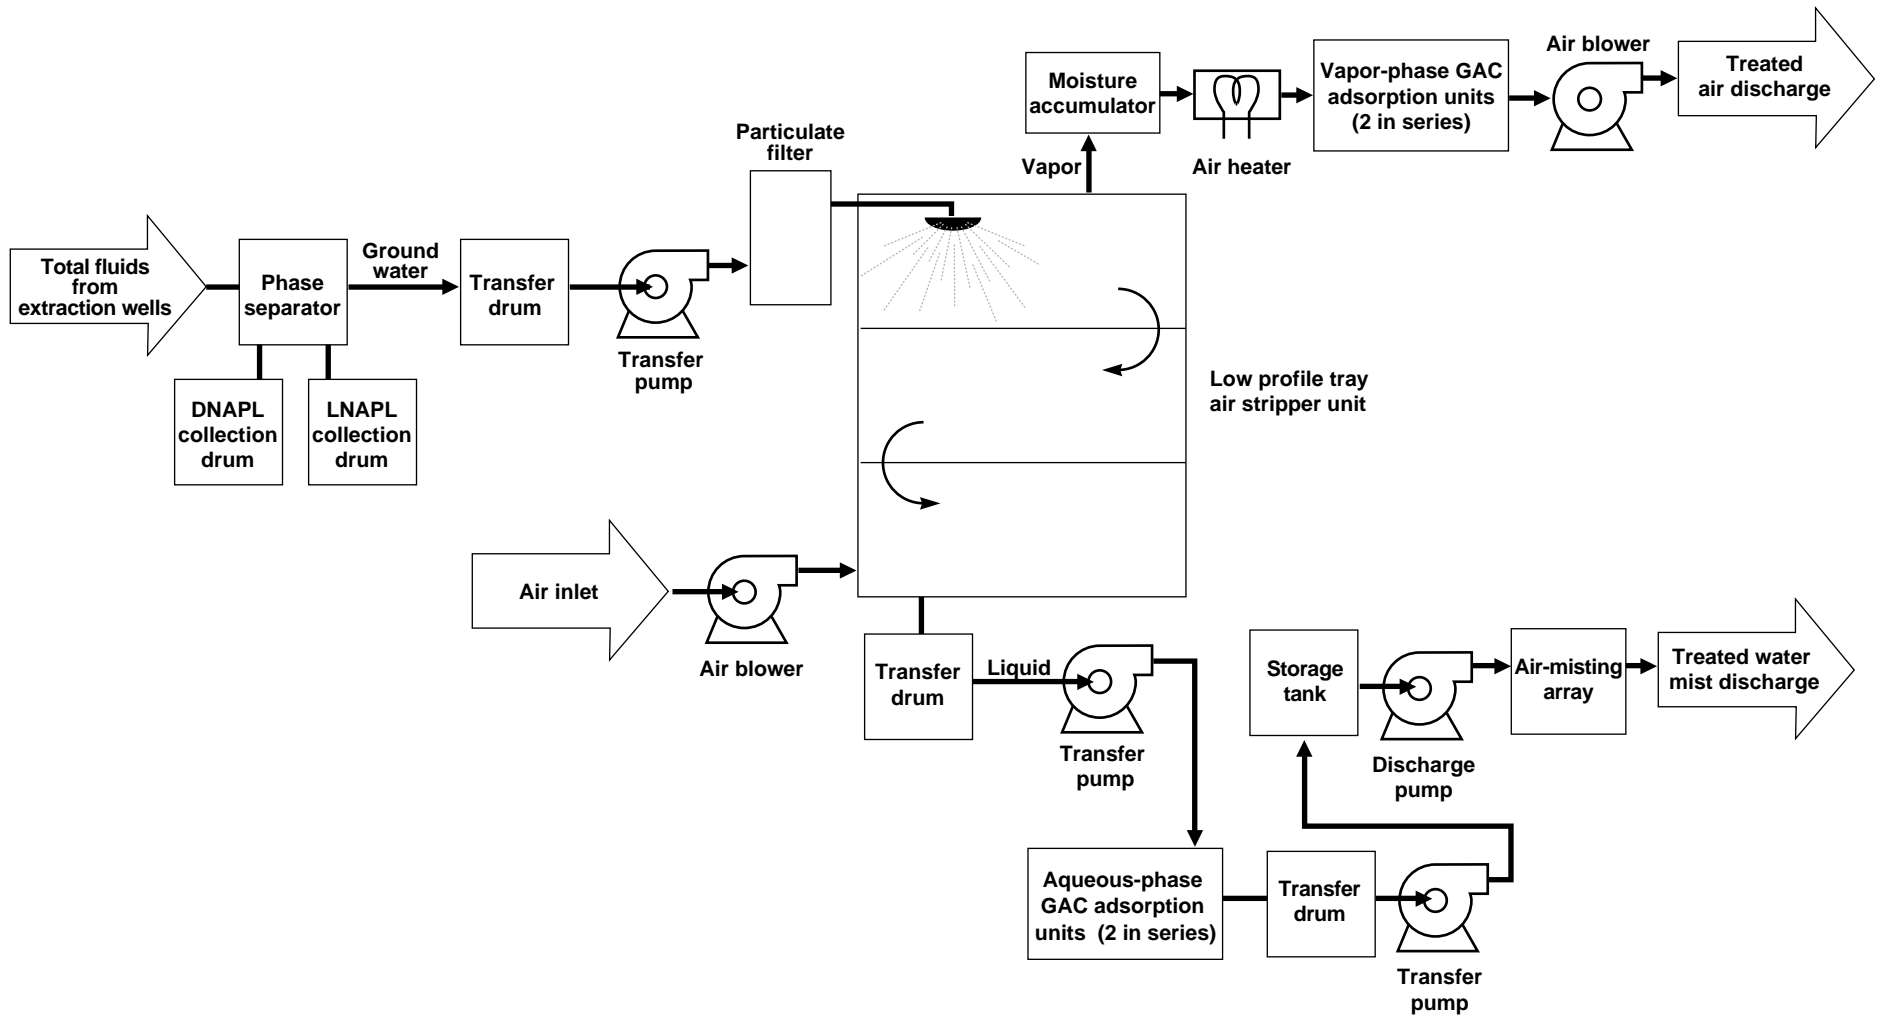 Air blower
Treated
air discharge
Moisture
accumulator
Vapor-phase GAC
adsorption units
(2 in series)
Air heater
Vapor
Particulate
filter
Total fluids
from
extraction wells
Phase
separator
Ground
water
Transfer
drum
Transfer
pump
DNAPL
collection
drum
LNAPL
collection
drum
Low profile tray
air stripper unit
Air inlet
Air blower
Transfer
drum
Liquid
Transfer
pump
Storage
tank
Discharge
pump
Air-misting
array
Treated water
mist discharge
Aqueous-phase
GAC adsorption
units (2 in series)
Transfer
drum
Transfer
pump